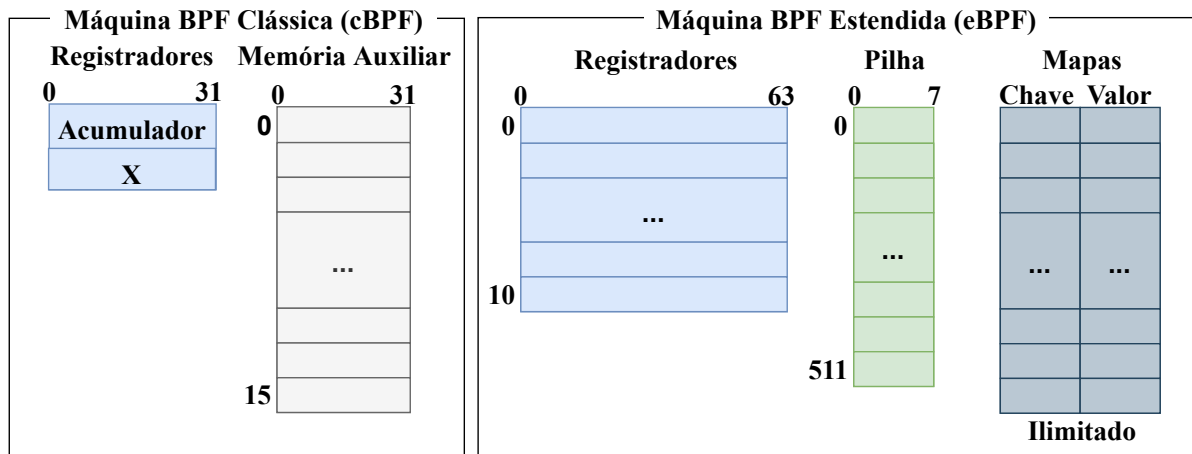 Máquina BPF Clássica (cBPF)
Registradores
0 31
Acumulador
X
Memória Auxiliar
0 31
0
...
15
Máquina BPF Estendida (eBPF)
Registradores
0 63
0
...
10
Pilha
0 7
0
...
511
Mapas
Chave Valor
... ...
Ilimitado